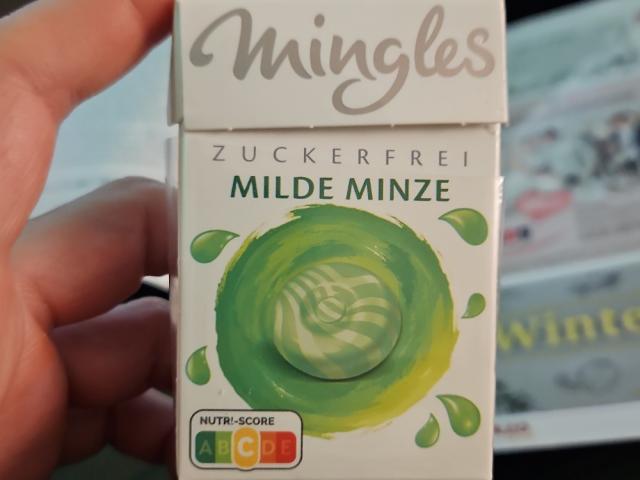 mingles
ZUCKERFREI
MILDE MINZE
NUTRI-SCORE
A B C D E
Winte